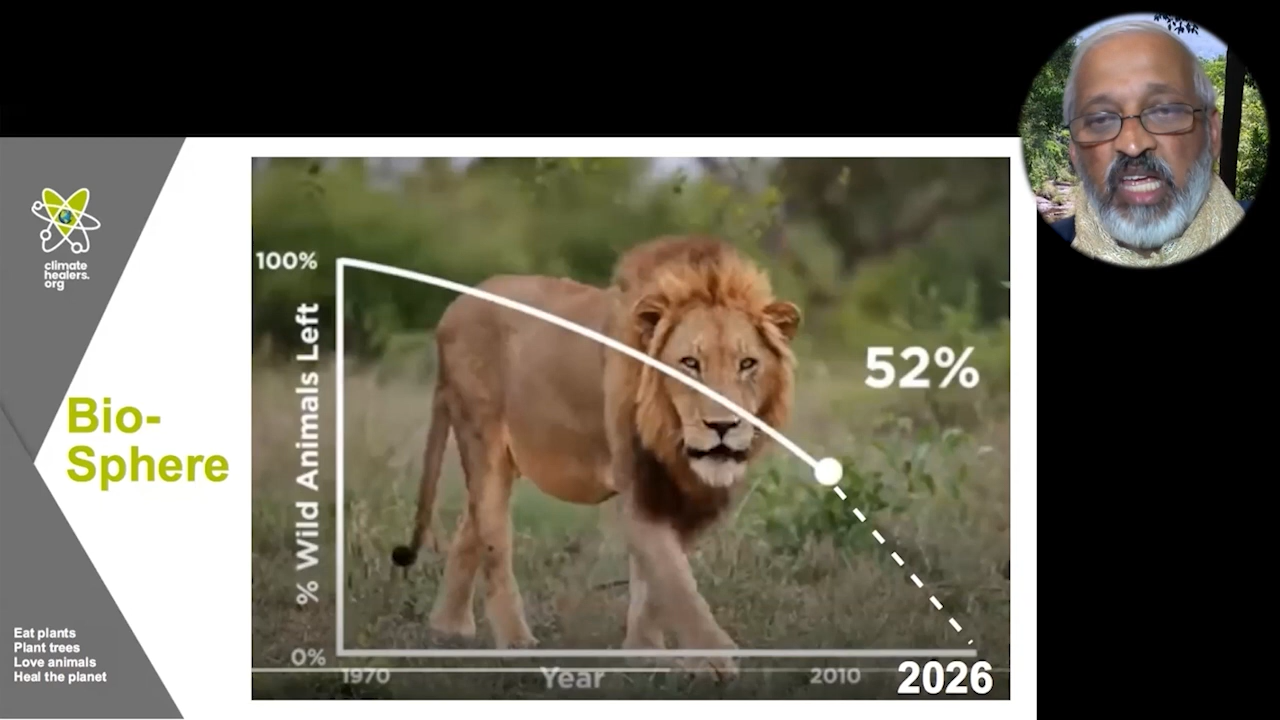 climate
healers.
org
Bio-
Sphere
Eat plants
Plant trees
Love animals
Heal the planet
100%
% Wild Animals Left
52%
0%
1970
Year
2010
2026